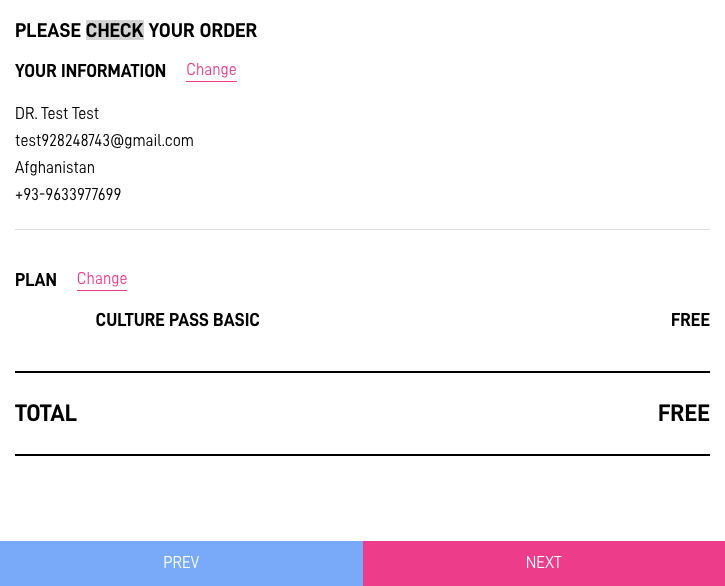 PLEASE CHECK YOUR ORDER
YOUR INFORMATION Change
DR. Test Test
test928248743@gmail.com
Afghanistan
+93-9633977699
PLAN Change
CULTURE PASS BASIC FREE
TOTAL FREE
PREV NEXT